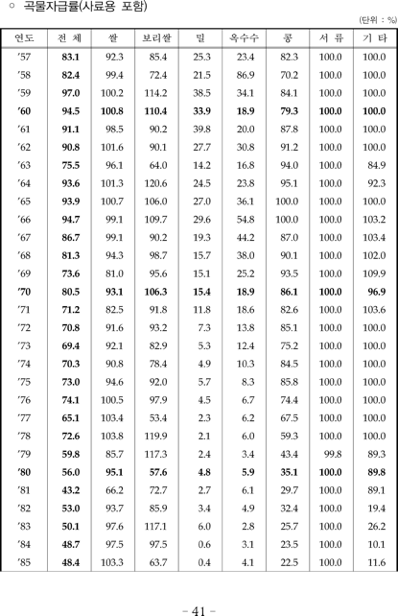 ○ 곡물자급률(사료용 포함)
(단위 : %)
연도 전 체 쌀 보리쌀 밀 옥수수 콩 서 류 기 타
'57 83.1 92.3 85.4 25.3 23.4 82.3 100.0 100.0
'58 82.4 99.4 72.4 21.5 86.9 70.2 100.0 100.0
'59 97.0 100.2 114.2 38.5 34.1 84.1 100.0 100.0
'60 94.5 100.8 110.4 33.9 18.9 79.3 100.0 100.0
'61 91.1 98.5 90.2 39.8 20.0 87.8 100.0 100.0
'62 90.8 101.6 90.1 27.7 30.8 91.2 100.0 100.0
'63 75.5 96.1 64.0 14.2 16.8 94.0 100.0 84.9
'64 93.6 101.3 120.6 24.5 23.8 95.1 100.0 92.3
'65 93.9 100.7 106.0 27.0 36.1 100.0 100.0 100.0
'66 94.7 99.1 109.7 29.6 54.8 100.0 100.0 103.2
'67 86.7 99.1 90.2 19.3 44.2 87.0 100.0 103.4
'68 81.3 94.3 98.7 15.7 38.0 90.1 100.0 102.0
'69 73.6 81.0 95.6 15.1 25.2 93.5 100.0 109.9
'70 80.5 93.1 106.3 15.4 18.9 86.1 100.0 96.9
'71 71.2 82.5 91.8 11.8 18.6 82.6 100.0 103.6
'72 70.8 91.6 93.2 7.3 13.8 85.1 100.0 100.0
'73 69.4 92.1 82.9 5.3 12.4 75.2 100.0 100.0
'74 70.3 90.8 78.4 4.9 10.3 84.5 100.0 100.0
'75 73.0 94.6 92.0 5.7 8.3 85.8 100.0 100.0
'76 74.1 100.5 97.9 4.5 6.7 74.4 100.0 100.0
'77 65.1 103.4 53.4 2.3 6.2 67.5 100.0 100.0
'78 72.6 103.8 119.9 2.1 6.0 59.3 100.0 100.0
'79 59.8 85.7 117.3 2.4 3.4 43.4 99.8 89.3
'80 56.0 95.1 57.6 4.8 5.9 35.1 100.0 89.8
'81 43.2 66.2 72.7 2.7 6.1 29.7 100.0 89.1
'82 53.0 93.7 85.9 3.4 4.9 32.4 100.0 19.4
'83 50.1 97.6 117.1 6.0 2.8 25.7 100.0 26.2
'84 48.7 97.5 97.5 0.6 3.1 23.5 100.0 10.1
'85 48.4 103.3 63.7 0.4 4.1 22.5 100.0 11.6
- 41 -